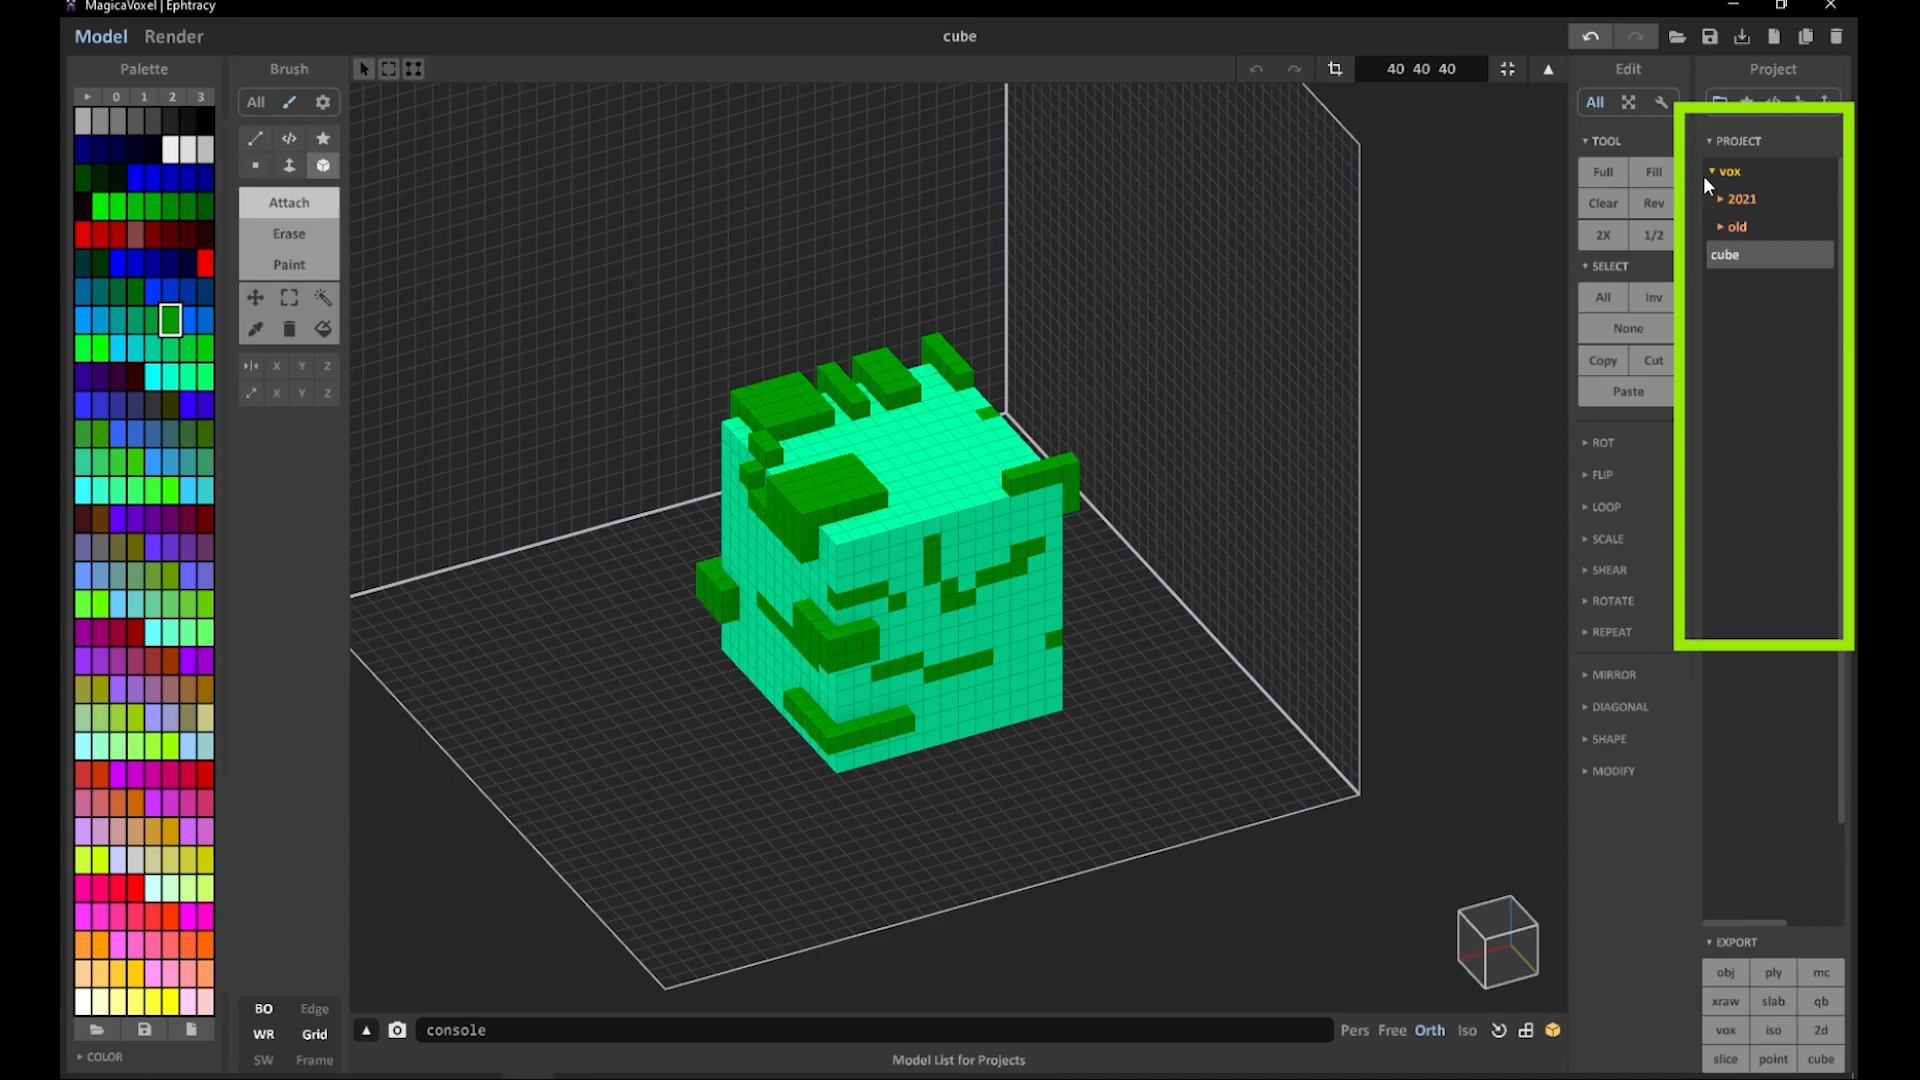 MagicaVoxel | Ephtracy
Model Render
cube
Palette
Brush
40 40 40
Edit
Project
0 1 2 3
All
All
TOOL
Full Fill
Clear Rev
2X 1/2
SELECT
All Inv
None
Copy Cut
Paste
ROT
FLIP
LOOP
SCALE
SHEAR
ROTATE
REPEAT
MIRROR
DIAGONAL
SHAPE
MODIFY
PROJECT
vox
2021
old
cube
Attach
Erase
Paint
X Y Z
X Y Z
EXPORT
obj ply mc
xraw slab qb
vox iso 2d
slice point cube
BO Edge
WR Grid
SW Frame
COLOR
console
Pers Free Orth Iso
Model List for Projects